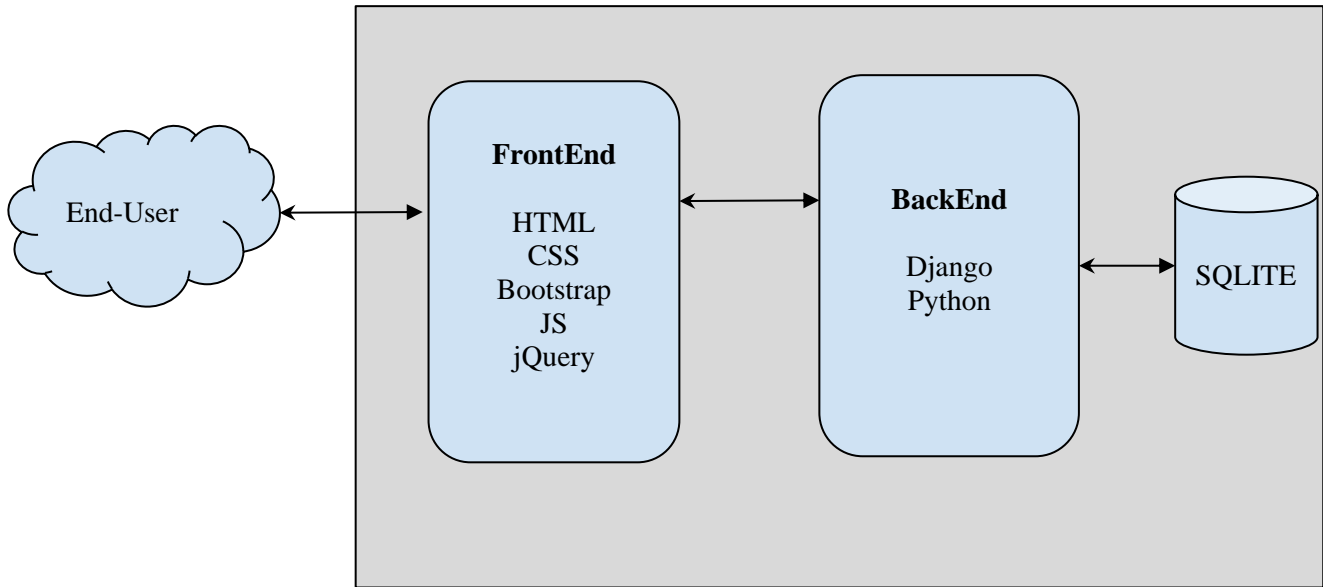 End-User
FrontEnd
HTML
CSS
Bootstrap
JS
jQuery
BackEnd
Django
Python
SQLITE